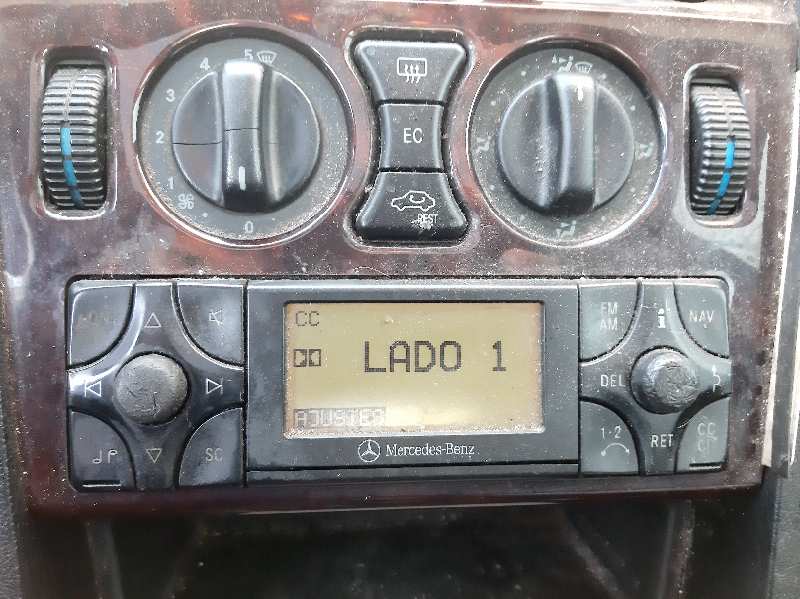 5
4
3
2
1
0
EC
REST
CC
LADO 1
AJUSTES
Mercedes-Benz
SC
FM
AM
i
NAV
DEL
1·2
RET
CC